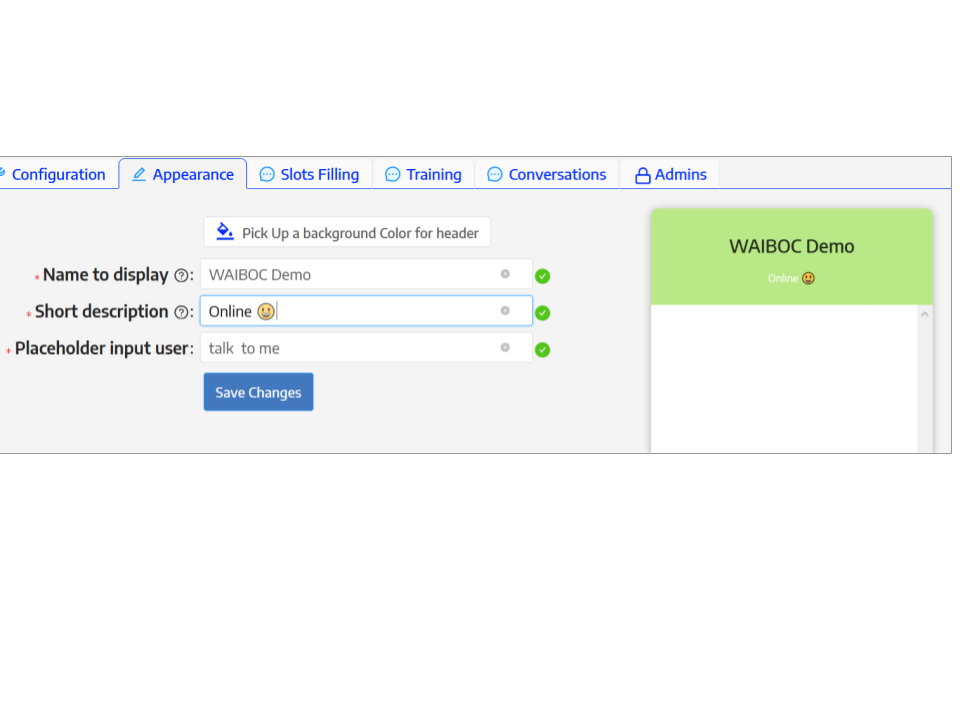 Configuration Appearance Slots Filling Training Conversations Admins
Pick Up a background Color for header
* Name to display ?: WAIBOC Demo
* Short description ?: Online 😀
* Placeholder input user: talk  to me
Save Changes
WAIBOC Demo
Online 😀